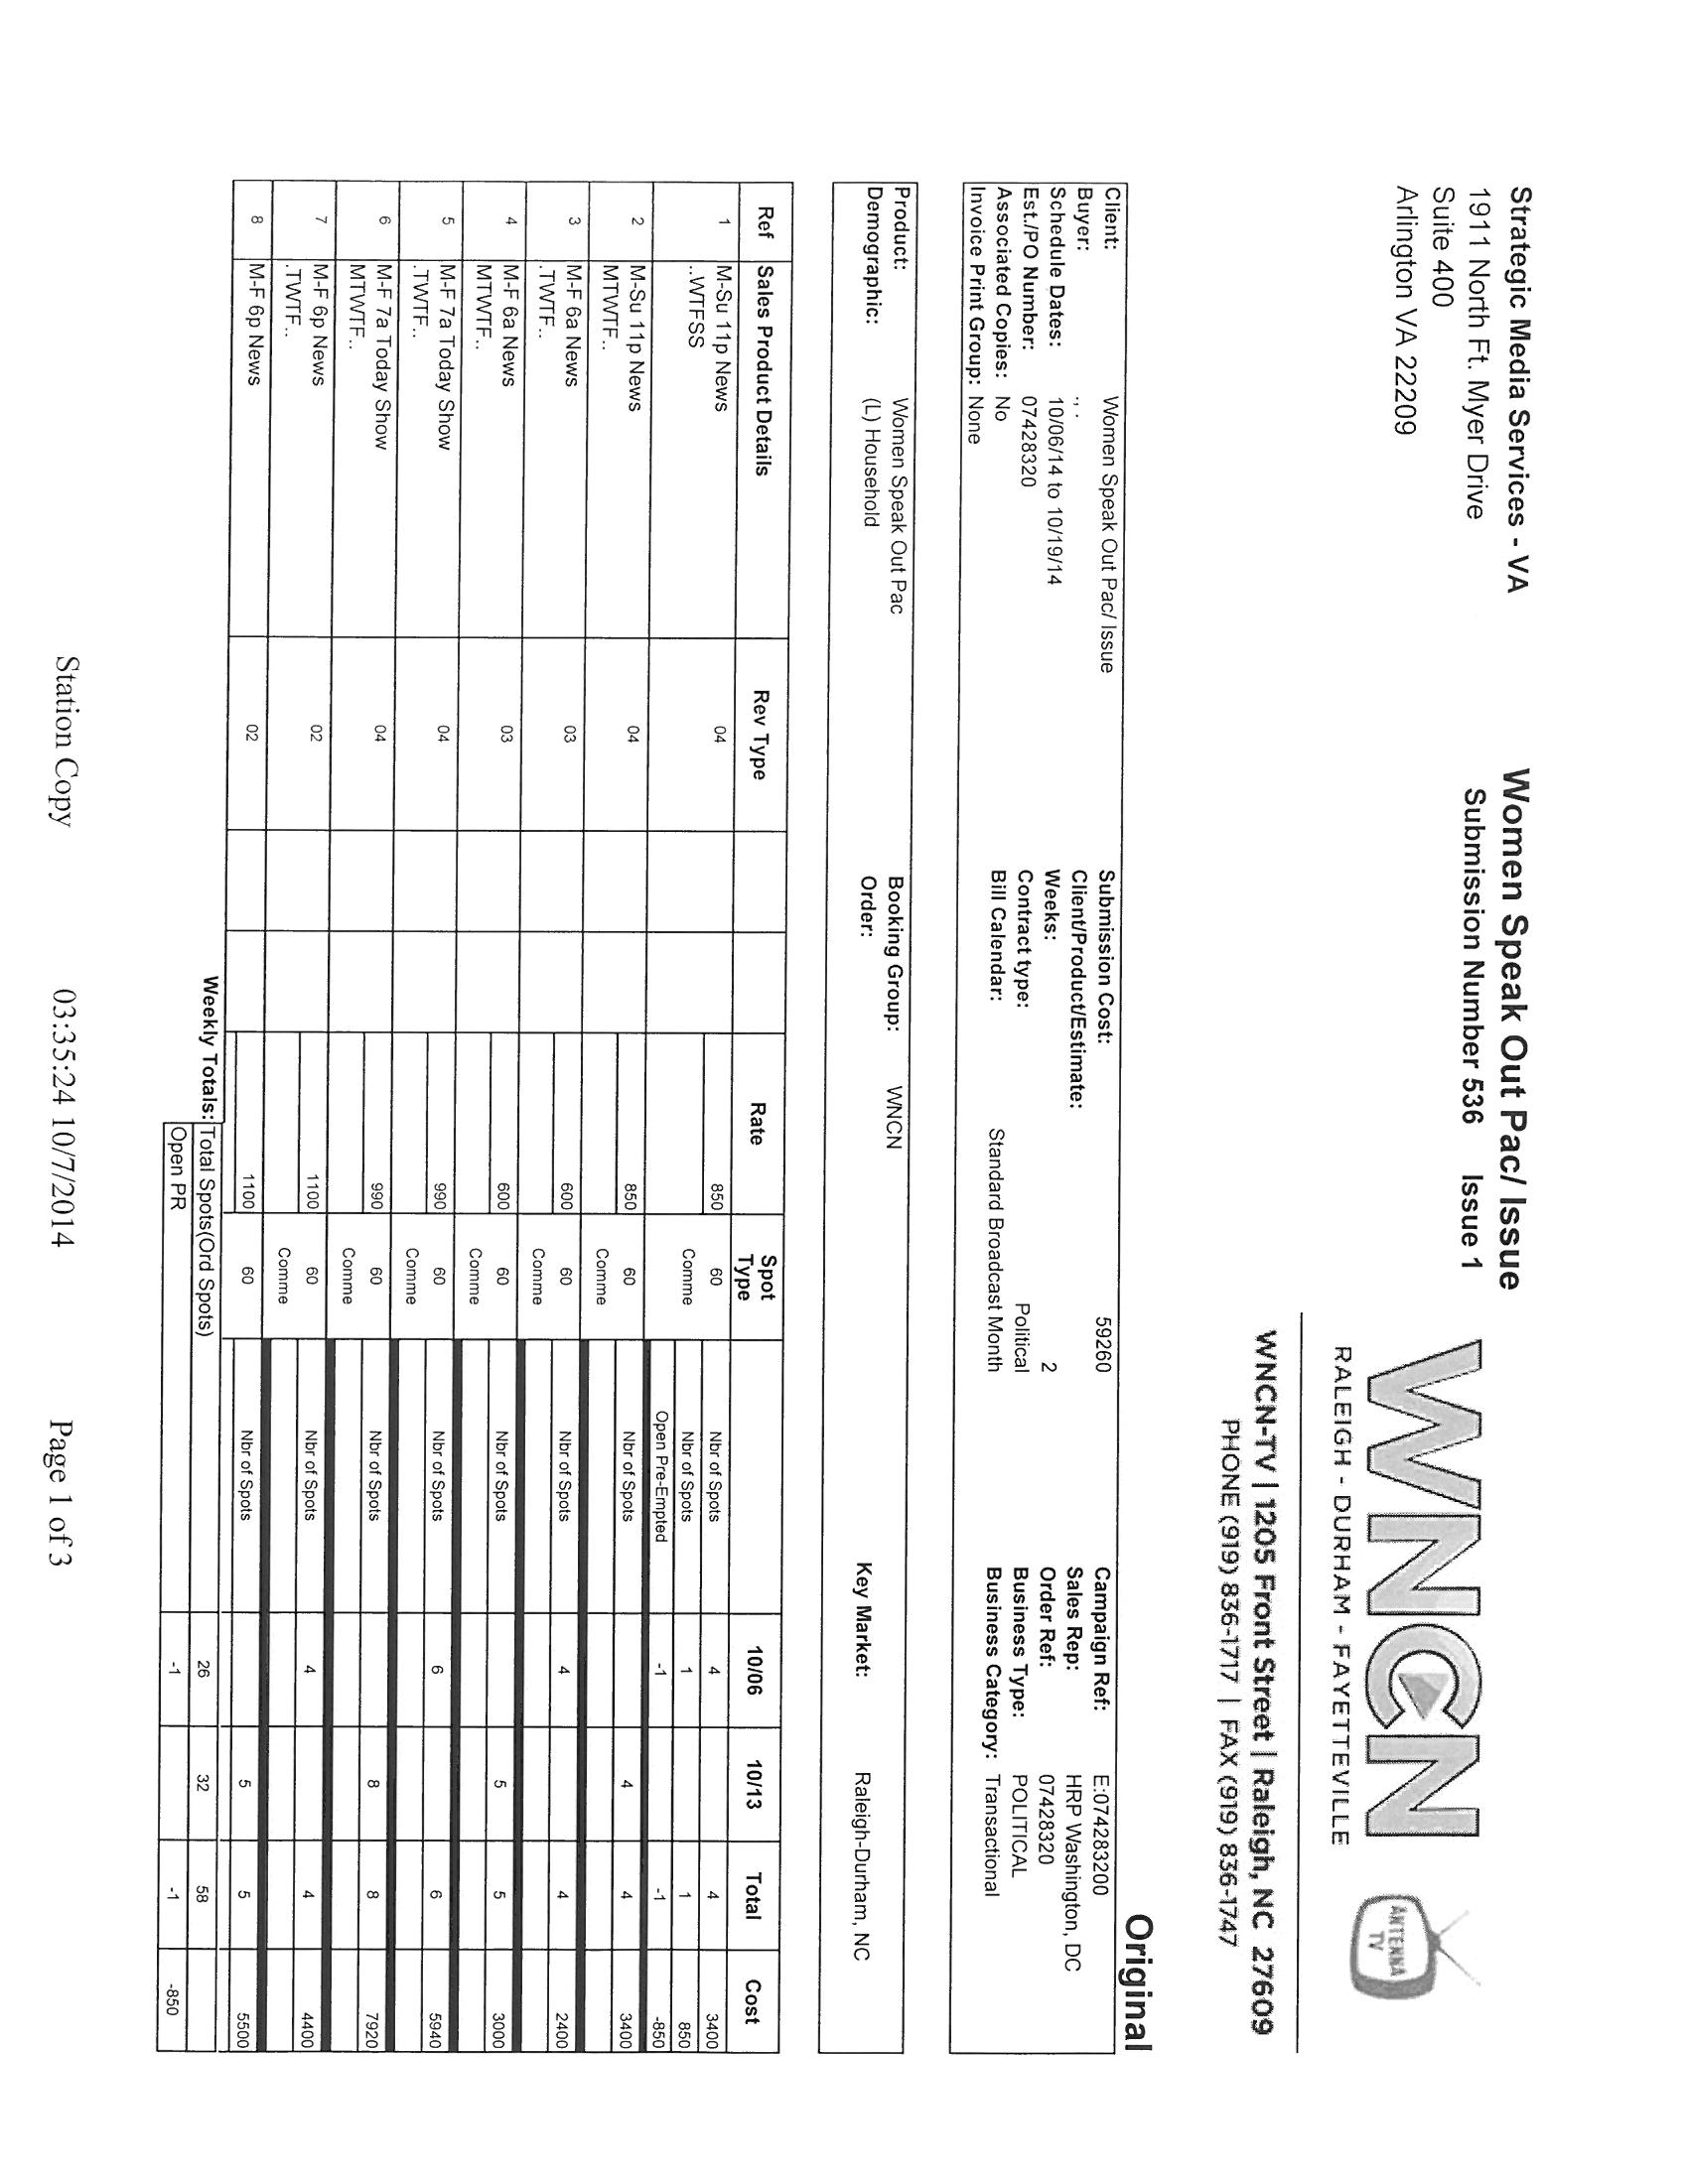 Strategic Media Services - VA
1911 North Ft. Myer Drive
Suite 400
Arlington VA 22209
Women Speak Out Pac/ Issue
Submission Number 536 Issue 1
WNCN
RALEIGH - DURHAM - FAYETTEVILLE
ANTENNA
TV
WNCN-TV | 1205 Front Street | Raleigh, NC 27609
PHONE (919) 836-1717 | FAX (919) 836-1747
Original
Client: Women Speak Out Pac/ Issue Submission Cost: 59260 Campaign Ref: E:074283200
Buyer: ., . Client/Product/Estimate: Sales Rep: HRP Washington, DC
Schedule Dates: 10/06/14 to 10/19/14 Weeks: 2 Order Ref: 07428320
Est./PO Number: 07428320 Contract type: Political Business Type: POLITICAL
Associated Copies: No Bill Calendar: Standard Broadcast Month Business Category: Transactional
Invoice Print Group: None
Product: Women Speak Out Pac Booking Group: WNCN Key Market: Raleigh-Durham, NC
Demographic: (L) Household Order:
Ref Sales Product Details Rev Type Rate Spot Type 10/06 10/13 Total Cost
1 M-Su 11p News 04 850 60 Nbr of Spots 4 4 3400
..WTFSS Comme Nbr of Spots 1 1 850
Open Pre-Empted -1 -1 -850
2 M-Su 11p News 04 850 60 Nbr of Spots 4 4 3400
MTWTF.. Comme
3 M-F 6a News 03 600 60 Nbr of Spots 4 4 2400
.TWTF.. Comme
4 M-F 6a News 03 600 60 Nbr of Spots 5 5 3000
MTWTF.. Comme
5 M-F 7a Today Show 04 990 60 Nbr of Spots 6 6 5940
.TWTF.. Comme
6 M-F 7a Today Show 04 990 60 Nbr of Spots 8 8 7920
MTWTF.. Comme
7 M-F 6p News 02 1100 60 Nbr of Spots 4 4 4400
.TWTF.. Comme
8 M-F 6p News 02 1100 60 Nbr of Spots 5 5 5500
Weekly Totals: Total Spots(Ord Spots) 26 32 58
Open PR -1 -1 -850
Station Copy 03:35:24 10/7/2014 Page 1 of 3